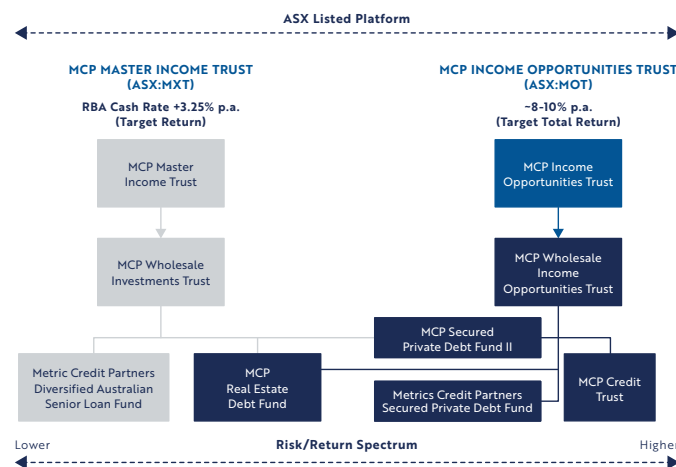 ASX Listed Platform
MCP MASTER INCOME TRUST
(ASX:MXT)
RBA Cash Rate +3.25% p.a.
(Target Return)
MCP INCOME OPPORTUNITIES TRUST
(ASX:MOT)
~8-10% p.a.
(Target Total Return)
MCP Master
Income Trust
MCP Income
Opportunities Trust
MCP Wholesale
Investments Trust
MCP Wholesale
Income
Opportunities Trust
MCP Secured
Private Debt Fund II
Metric Credit Partners
Diversified Australian
Senior Loan Fund
MCP
Real Estate
Debt Fund
Metrics Credit Partners
Secured Private Debt Fund
MCP Credit
Trust
Lower
Risk/Return Spectrum
Higher